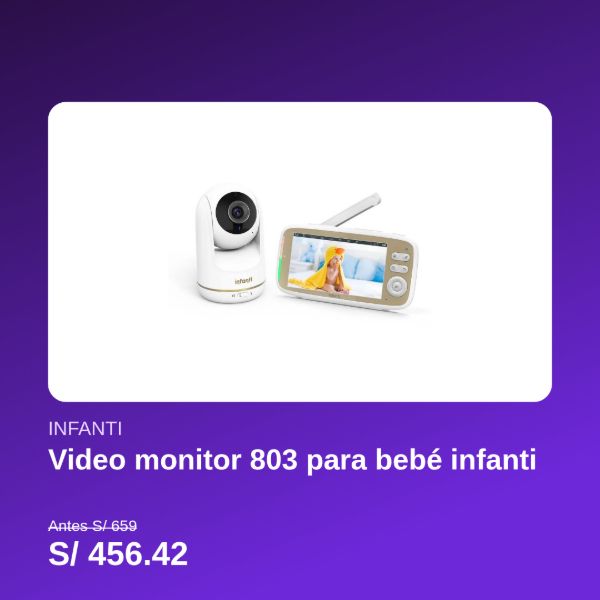 infanti
INFANTI
Video monitor 803 para bebé infanti
Antes S/ 659
S/ 456.42